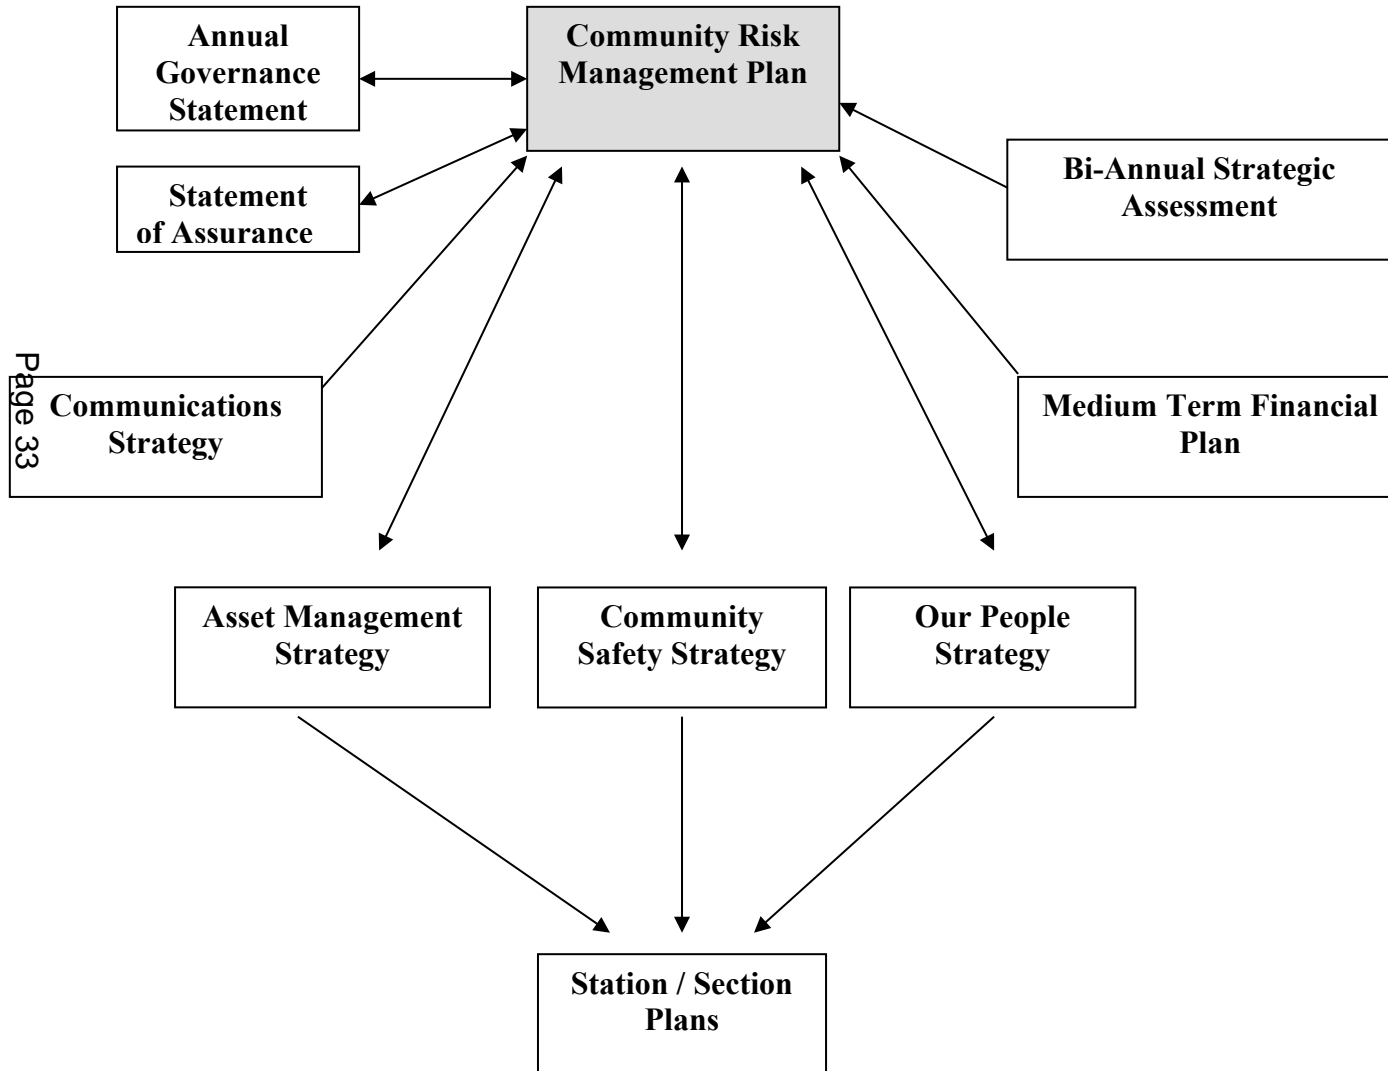 Annual
Governance
Statement
Community Risk
Management Plan
Statement
of Assurance
Bi-Annual Strategic
Assessment
Page 33
Communications
Strategy
Medium Term Financial
Plan
Asset Management
Strategy
Community
Safety Strategy
Our People
Strategy
Station / Section
Plans